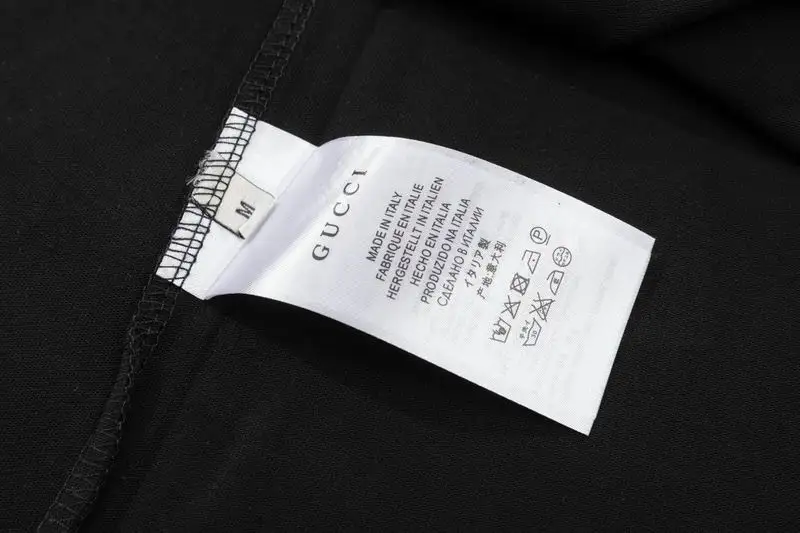 M
GUCCI
MADE IN ITALY
FABRIQUE EN ITALIE
HERGESTELLT IN ITALIEN
HECHO EN ITALIA
PRODUZIDO NA ITALIA
СДЕЛАНО В ИТАЛИИ
イタリア製
产地:意大利
P
30